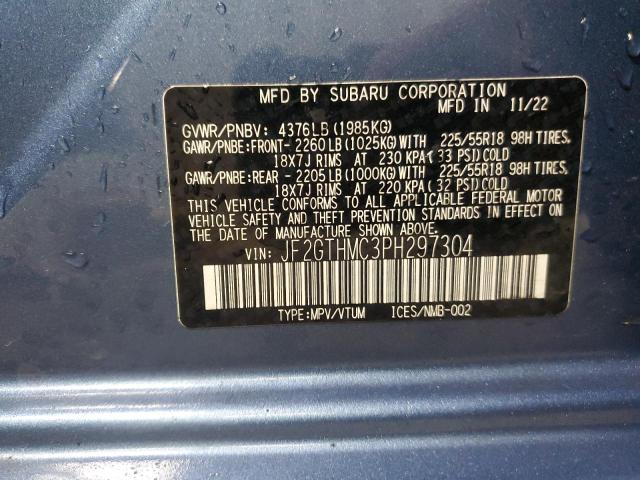 MFD BY SUBARU CORPORATION
MFD IN 11/22
GVWR/PNBV: 4376LB(1985KG)
GAWR/PNBE:FRONT- 2260LB(1025KG)WITH 225/55R18 98H TIRES,
18X7J RIMS AT 230 KPA(33 PSI)COLD
GAWR/PNBE:REAR - 2205LB(1000KG)WITH 225/55R18 98H TIRES,
18X7J RIMS AT 220 KPA(32 PSI)COLD
THIS VEHICLE CONFORMS TO ALL APPLICABLE FEDERAL MOTOR
VEHICLE SAFETY AND THEFT PREVENTION STANDARDS IN EFFECT ON
THE DATE OF MANUFACTURE SHOWN ABOVE.
VIN: JF2GTHMC3PH297304
TYPE:MPV/VTUM ICES/NMB-002